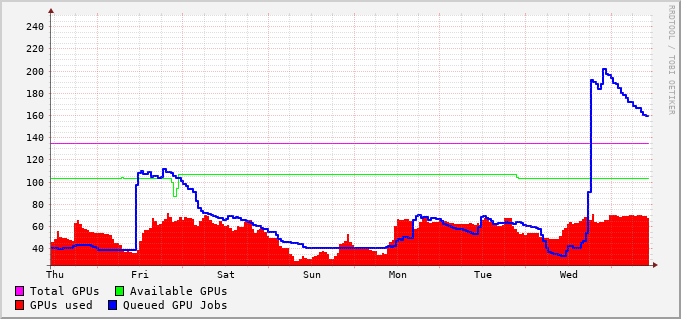 240
220
200
180
160
140
120
100
80
60
40
Thu Fri Sat Sun Mon Tue Wed
Total GPUs Available GPUs
GPUs used Queued GPU Jobs
RRDTOOL / TOBI OETIKER